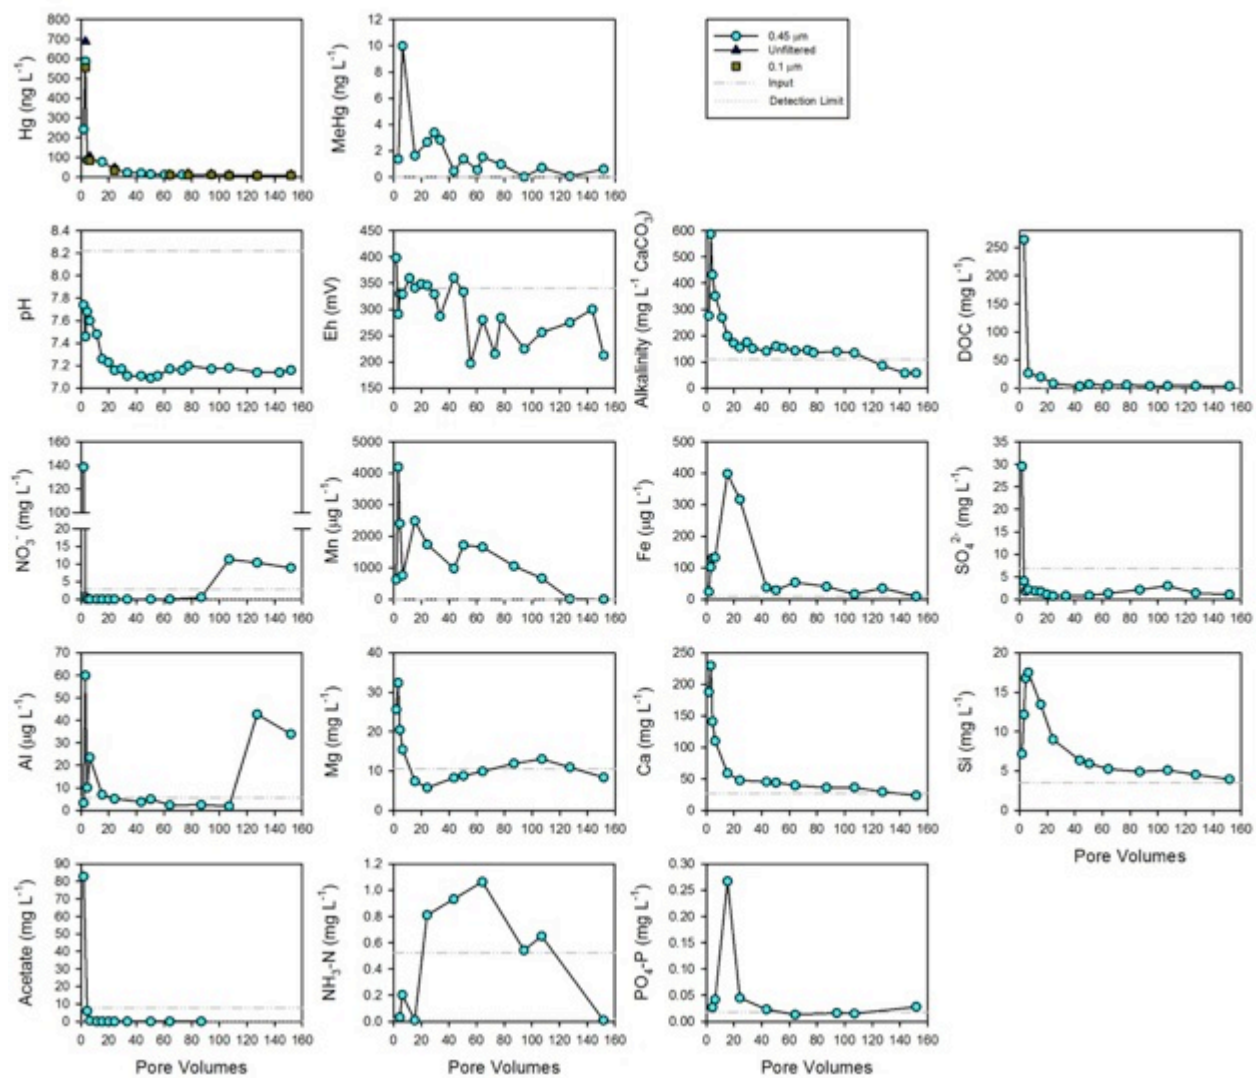 Hg (ng L⁻¹)
800
700
600
500
400
300
200
100
0
0 20 40 60 80 100 120 140 160
MeHg (ng L⁻¹)
12
10
8
6
4
2
0
0 20 40 60 80 100 120 140 160
0.45 µm
Unfiltered
0.1 µm
Input
Detection Limit
pH
8.4
8.2
8.0
7.8
7.6
7.4
7.2
7.0
0 20 40 60 80 100 120 140 160
Eh (mV)
450
400
350
300
250
200
150
0 20 40 60 80 100 120 140 160
Alkalinity (mg L⁻¹ CaCO₃)
600
500
400
300
200
100
0
0 20 40 60 80 100 120 140 160
DOC (mg L⁻¹)
250
200
150
100
50
0
0 20 40 60 80 100 120 140 160
NO₃⁻ (mg L⁻¹)
160
140
120
100
20
15
10
5
0
0 20 40 60 80 100 120 140 160
Mn (µg L⁻¹)
5000
4000
3000
2000
1000
0
0 20 40 60 80 100 120 140 160
Fe (µg L⁻¹)
500
400
300
200
100
0
0 20 40 60 80 100 120 140 160
SO₄²⁻ (mg L⁻¹)
35
30
25
20
15
10
5
0
0 20 40 60 80 100 120 140 160
Al (µg L⁻¹)
70
60
50
40
30
20
10
0
0 20 40 60 80 100 120 140 160
Mg (mg L⁻¹)
40
30
20
10
0
0 20 40 60 80 100 120 140 160
Ca (mg L⁻¹)
250
200
150
100
50
0
0 20 40 60 80 100 120 140 160
Si (mg L⁻¹)
20
15
10
5
0
0 20 40 60 80 100 120 140 160
Pore Volumes
Acetate (mg L⁻¹)
90
80
70
60
50
40
30
20
10
0
0 20 40 60 80 100 120 140 160
Pore Volumes
NH₃-N (mg L⁻¹)
1.2
1.0
0.8
0.6
0.4
0.2
0.0
0 20 40 60 80 100 120 140 160
Pore Volumes
PO₄-P (mg L⁻¹)
0.30
0.25
0.20
0.15
0.10
0.05
0.00
0 20 40 60 80 100 120 140 160
Pore Volumes